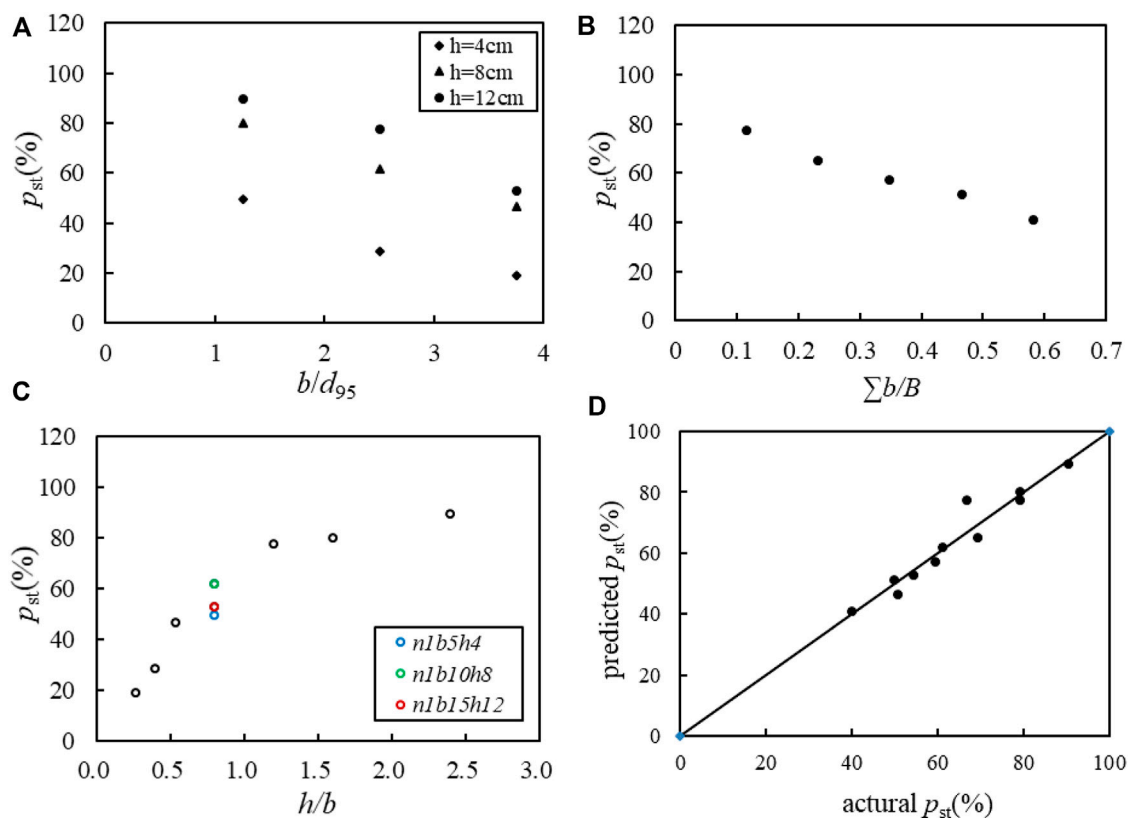 A
120
100
80
60
40
20
0
p_st(%)
h=4cm
h=8cm
h=12cm
0 1 2 3 4
b/d_95
B
120
100
80
60
40
20
0
p_st(%)
0 0.1 0.2 0.3 0.4 0.5 0.6 0.7
∑b/B
C
120
100
80
60
40
20
0
p_st(%)
n1b5h4
n1b10h8
n1b15h12
0.0 0.5 1.0 1.5 2.0 2.5 3.0
h/b
D
100
80
60
40
20
0
predicted p_st(%)
0 20 40 60 80 100
actural p_st(%)